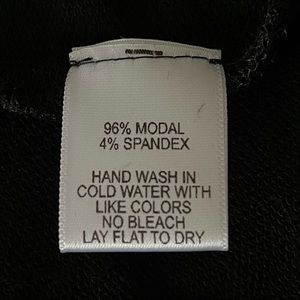 96% MODAL
4% SPANDEX
HAND WASH IN
COLD WATER WITH
LIKE COLORS
NO BLEACH
LAY FLAT TO DRY